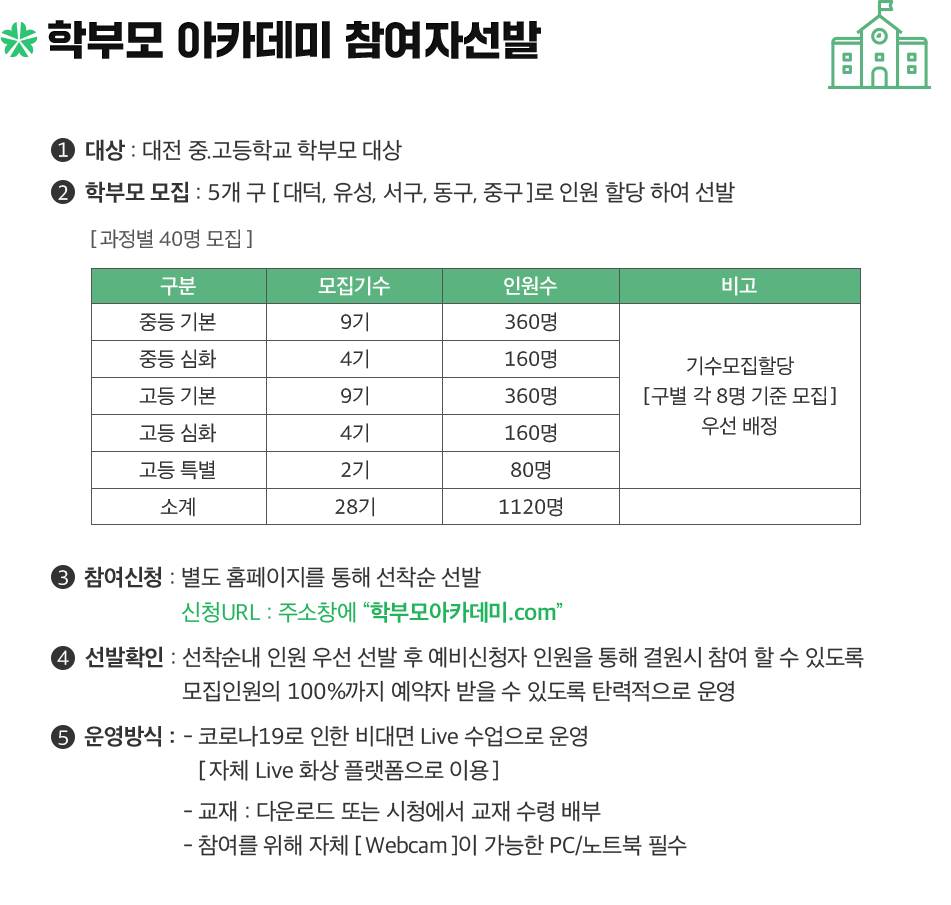 학부모 아카데미 참여자선발
❶ 대상 : 대전 중.고등학교 학부모 대상
❷ 학부모 모집 : 5개 구 [ 대덕, 유성, 서구, 동구, 중구 ]로 인원 할당 하여 선발
[ 과정별 40명 모집 ]
구분 모집기수 인원수 비고
중등 기본 9기 360명
중등 심화 4기 160명
고등 기본 9기 360명
고등 심화 4기 160명
고등 특별 2기 80명
기수모집할당
[구별 각 8명 기준 모집]
우선 배정
소계 28기 1120명
❸ 참여신청 : 별도 홈페이지를 통해 선착순 선발
신청URL : 주소창에 “학부모아카데미.com”
❹ 선발확인 : 선착순내 인원 우선 선발 후 예비신청자 인원을 통해 결원시 참여 할 수 있도록
모집인원의 100%까지 예약자 받을 수 있도록 탄력적으로 운영
❺ 운영방식 : - 코로나19로 인한 비대면 Live 수업으로 운영
[ 자체 Live 화상 플랫폼으로 이용 ]
- 교재 : 다운로드 또는 시청에서 교재 수령 배부
- 참여를 위해 자체 [ Webcam ]이 가능한 PC/노트북 필수